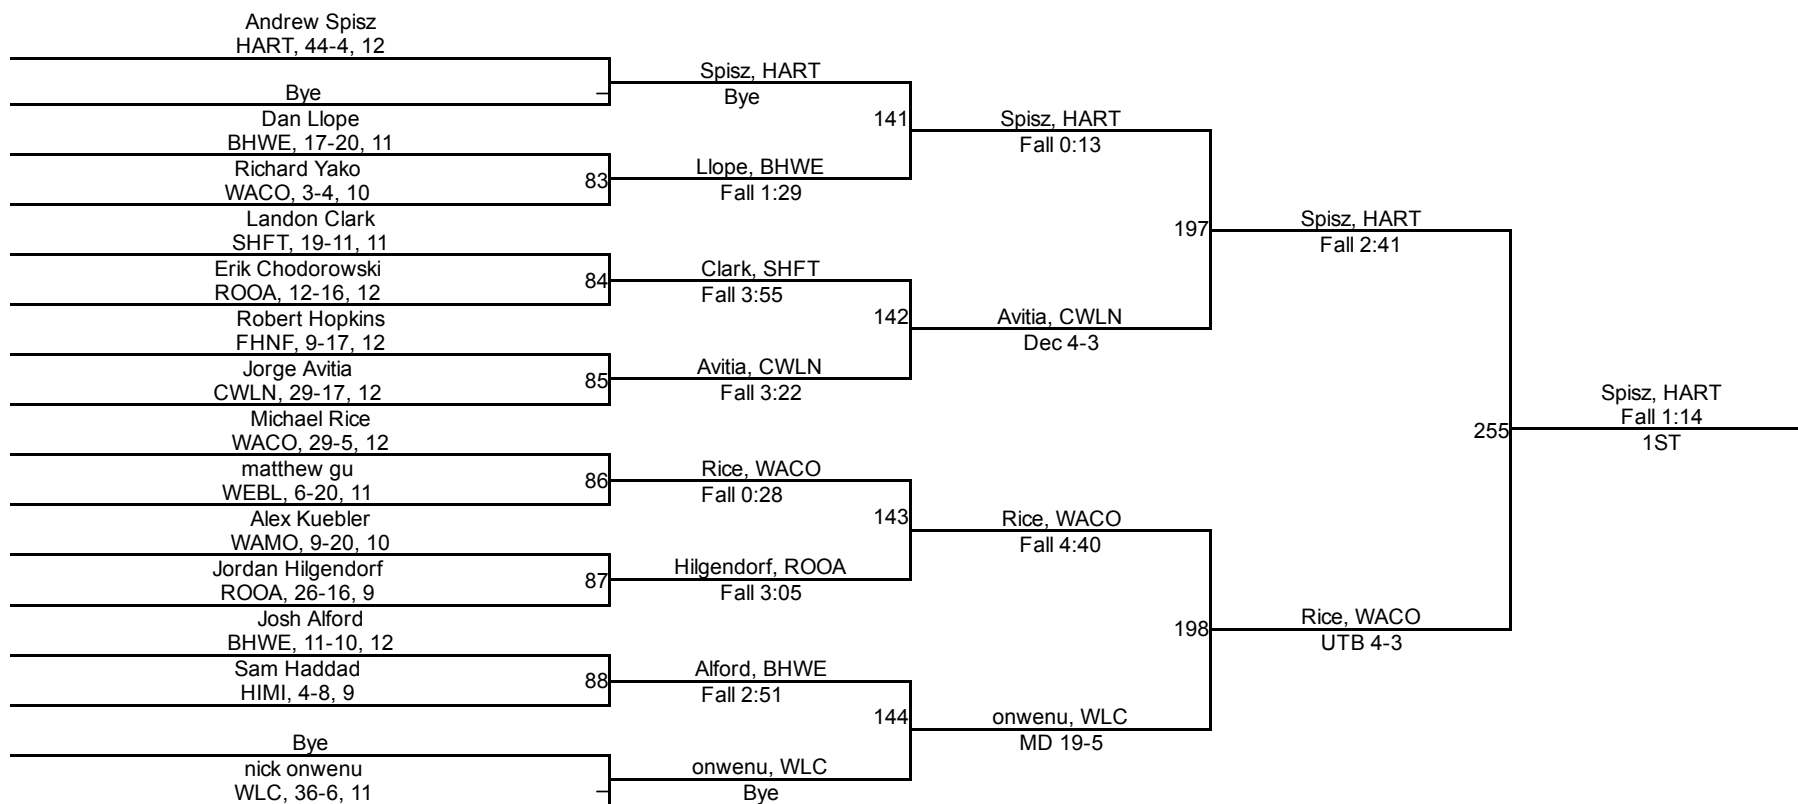 Andrew Spisz
HART, 44-4, 12
Bye
Dan Llope
BHWE, 17-20, 11
Richard Yako
WACO, 3-4, 10
83
Landon Clark
SHFT, 19-11, 11
Erik Chodorowski
ROOA, 12-16, 12
84
Robert Hopkins
FHNF, 9-17, 12
Jorge Avitia
CWLN, 29-17, 12
85
Michael Rice
WACO, 29-5, 12
matthew gu
WEBL, 6-20, 11
86
Alex Kuebler
WAMO, 9-20, 10
Jordan Hilgendorf
ROOA, 26-16, 9
87
Josh Alford
BHWE, 11-10, 12
Sam Haddad
HIMI, 4-8, 9
88
Bye
nick onwenu
WLC, 36-6, 11
Spisz, HART
Bye
141
Llope, BHWE
Fall 1:29
Clark, SHFT
Fall 3:55
142
Avitia, CWLN
Fall 3:22
Rice, WACO
Fall 0:28
143
Hilgendorf, ROOA
Fall 3:05
Alford, BHWE
Fall 2:51
144
onwenu, WLC
Bye
Spisz, HART
Fall 0:13
197
Avitia, CWLN
Dec 4-3
Rice, WACO
Fall 4:40
198
onwenu, WLC
MD 19-5
Spisz, HART
Fall 2:41
255
Rice, WACO
UTB 4-3
Spisz, HART
Fall 1:14
1ST